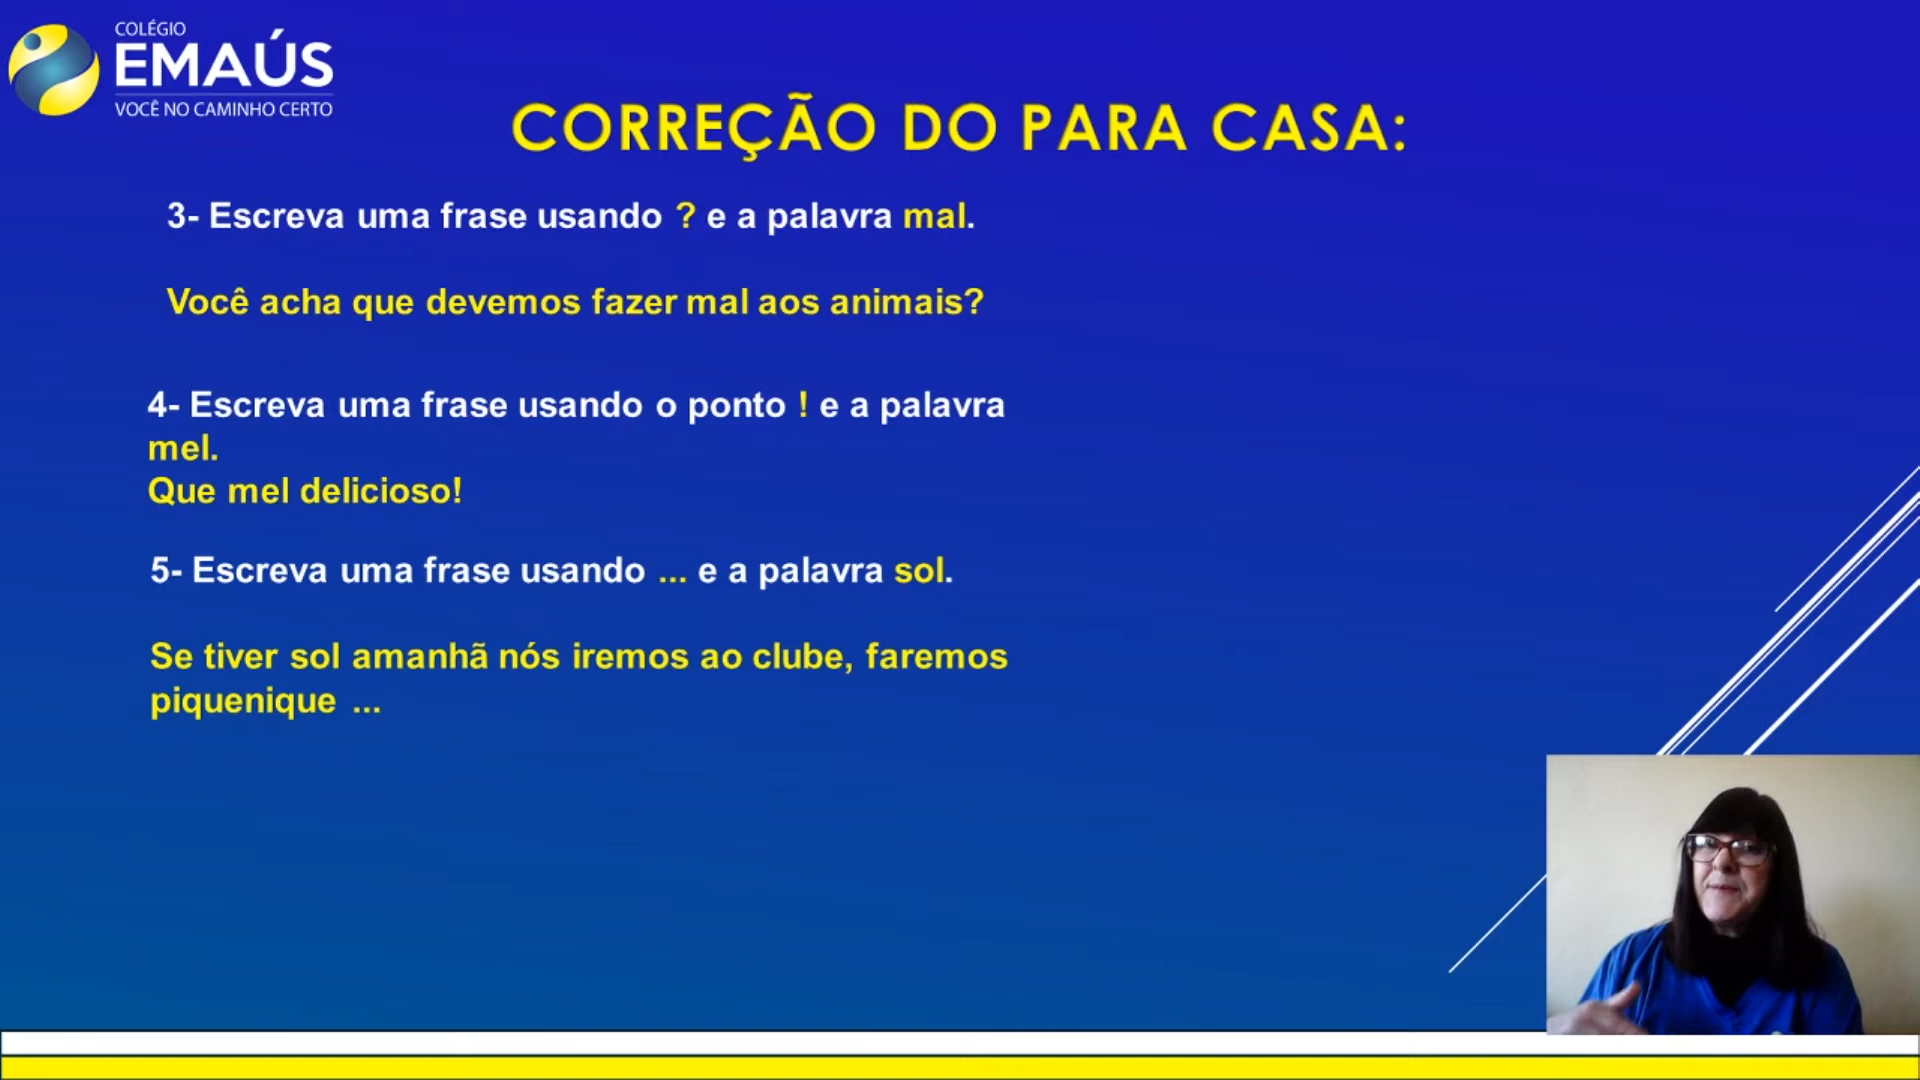 COLÉGIO
EMAÚS
VOCÊ NO CAMINHO CERTO
CORREÇÃO DO PARA CASA:
3- Escreva uma frase usando ? e a palavra mal.
Você acha que devemos fazer mal aos animais?
4- Escreva uma frase usando o ponto ! e a palavra
mel.
Que mel delicioso!
5- Escreva uma frase usando ... e a palavra sol.
Se tiver sol amanhã nós iremos ao clube, faremos
piquenique ...